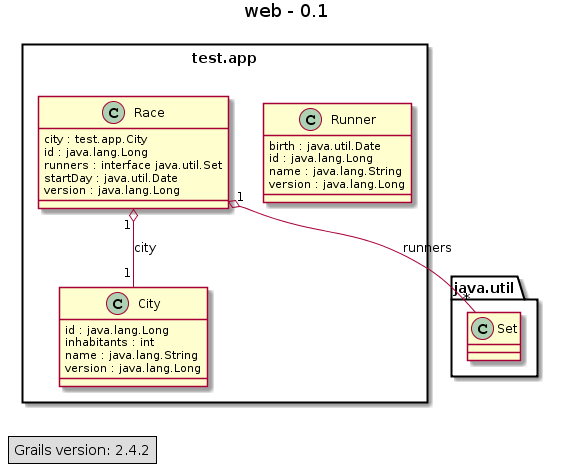 web - 0.1
test.app
C Race
city : test.app.City
id : java.lang.Long
runners : interface java.util.Set
startDay : java.util.Date
version : java.lang.Long
C Runner
birth : java.util.Date
id : java.lang.Long
name : java.lang.String
version : java.lang.Long
1
1
city
runners
1
C City
id : java.lang.Long
inhabitants : int
name : java.lang.String
version : java.lang.Long
java.util
*
C Set
Grails version: 2.4.2